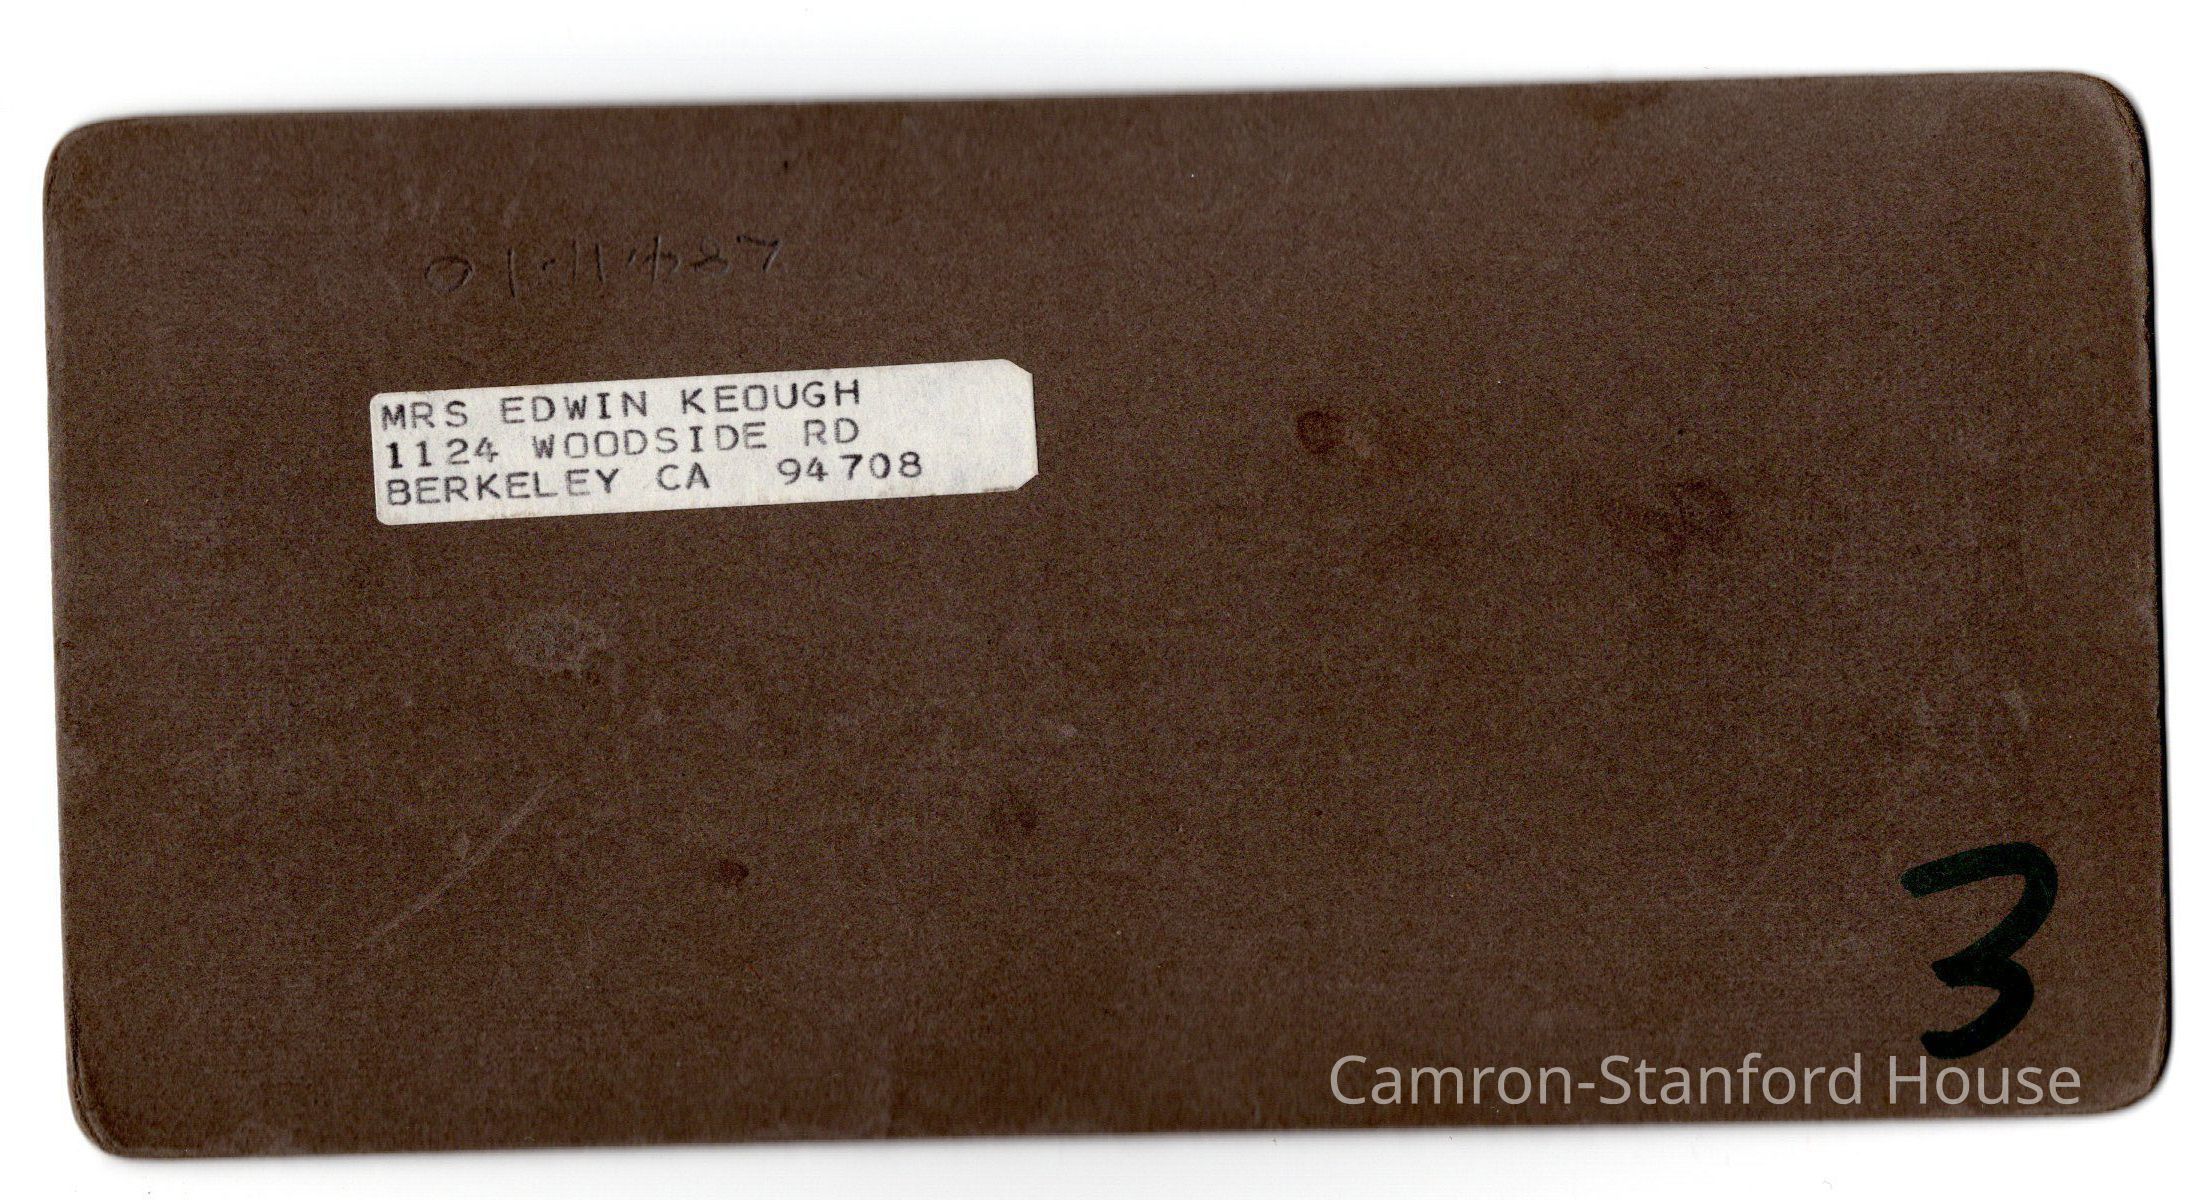 MRS EDWIN KEOUGH
1124 WOODSIDE RD
BERKELEY CA 94708
3
Camron-Stanford House